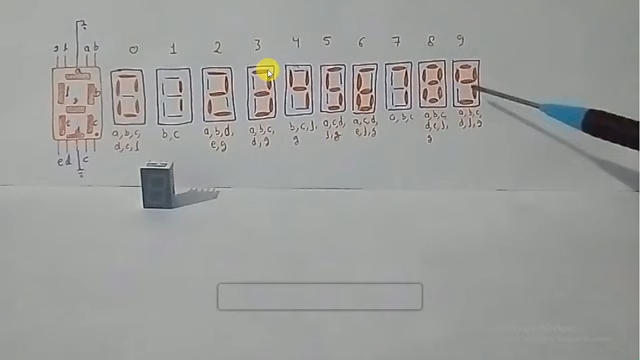 g f a b
0 1 2 3 4 5 6 7 8 9
a
f b
g
e c
d
e d c
a, b, c,
d, e, f
b, c
a, b, d,
e, g
a, b, c,
d, g
b, c, f,
g
a, c, d,
f, g
a, c, d,
e, f, g
a, b, c
a, b, c,
d, e, f,
g
a, b, c,
d, f, g